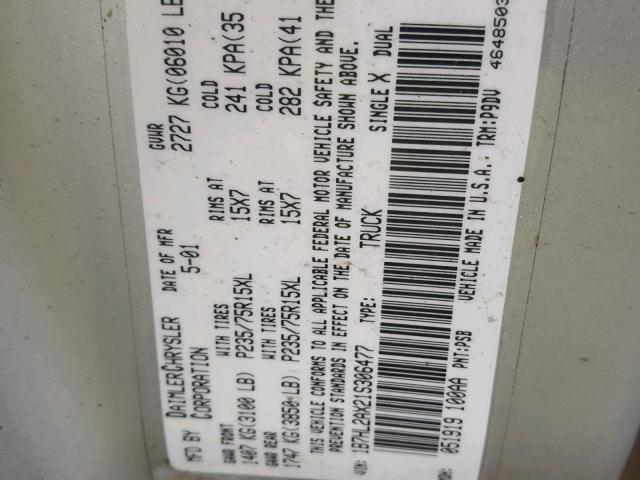 MFD BY DAIMLERCHRYSLER CORPORATION
DATE OF MFR 5-01
GVWR 2727 KG(06010 LB
GAWR FRONT 1407 KG(3100 LB)
WITH TIRES P235/75R15XL
RIMS AT 15X7
COLD 241 KPA(35
GAWR REAR 1747 KG(3850 LB)
WITH TIRES P235/75R15XL
RIMS AT 15X7
COLD 282 KPA(41
THIS VEHICLE CONFORMS TO ALL APPLICABLE FEDERAL MOTOR VEHICLE SAFETY AND THE
PREVENTION STANDARDS IN EFFECT ON THE DATE OF MANUFACTURE SHOWN ABOVE.
VIN: 1B7HL2AX21S306477 TRUCK SINGLE X DUAL
MDH: 051919 100AA PNT:PSB VEHICLE MADE IN U.S.A. TRM:P9DV
4648503